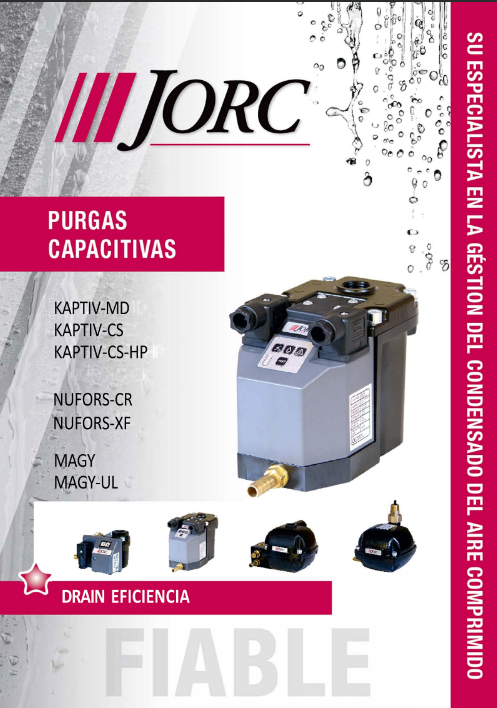 JORC
PURGAS
CAPACITIVAS
KAPTIV-MD
KAPTIV-CS
KAPTIV-CS-HP
NUFORS-CR
NUFORS-XF
MAGY
MAGY-UL
DRAIN EFICIENCIA
FIABLE
SU ESPECIALISTA EN LA GÉSTION DEL CONDENSADO DEL AIRE COMPRIMIDO